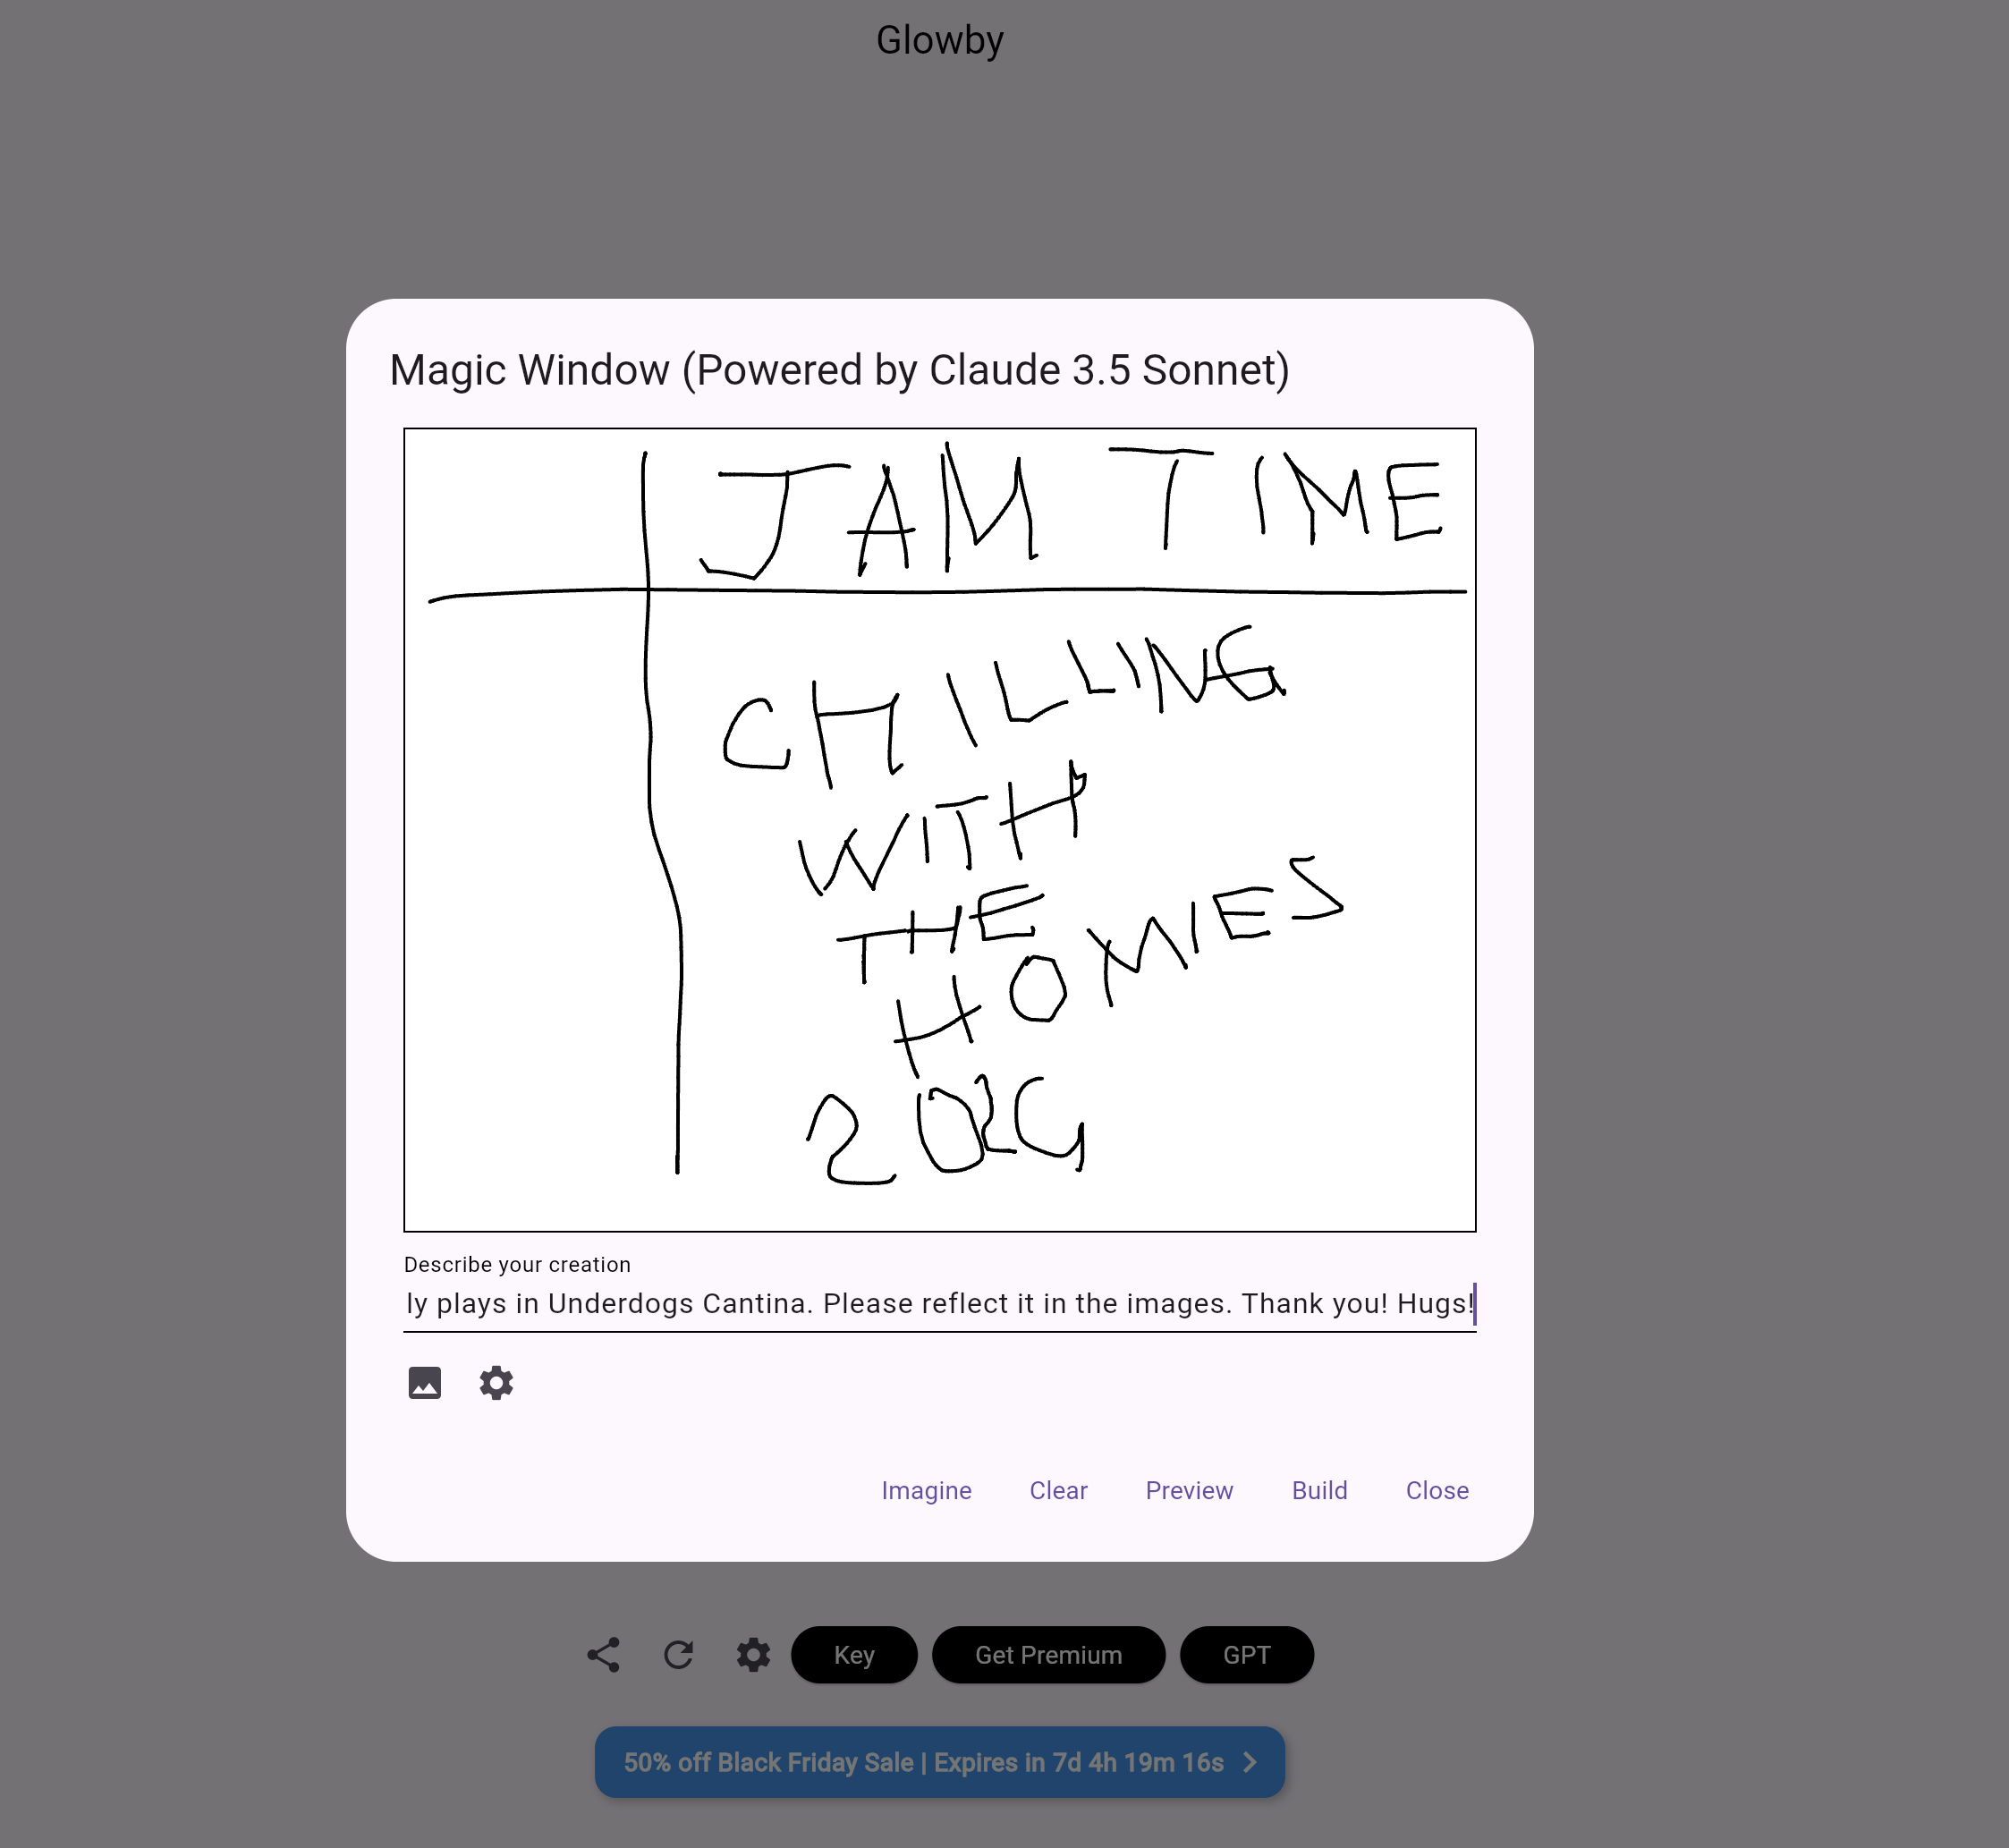 Glowby
Magic Window (Powered by Claude 3.5 Sonnet)
JAM TIME
CHILLING
WITH
THE
HOMIES
Describe your creation
ly plays in Underdogs Cantina. Please reflect it in the images. Thank you! Hugs!
Imagine Clear Preview Build Close
Key Get Premium GPT
50% off Black Friday Sale | Expires in 7d 4h 19m 16s